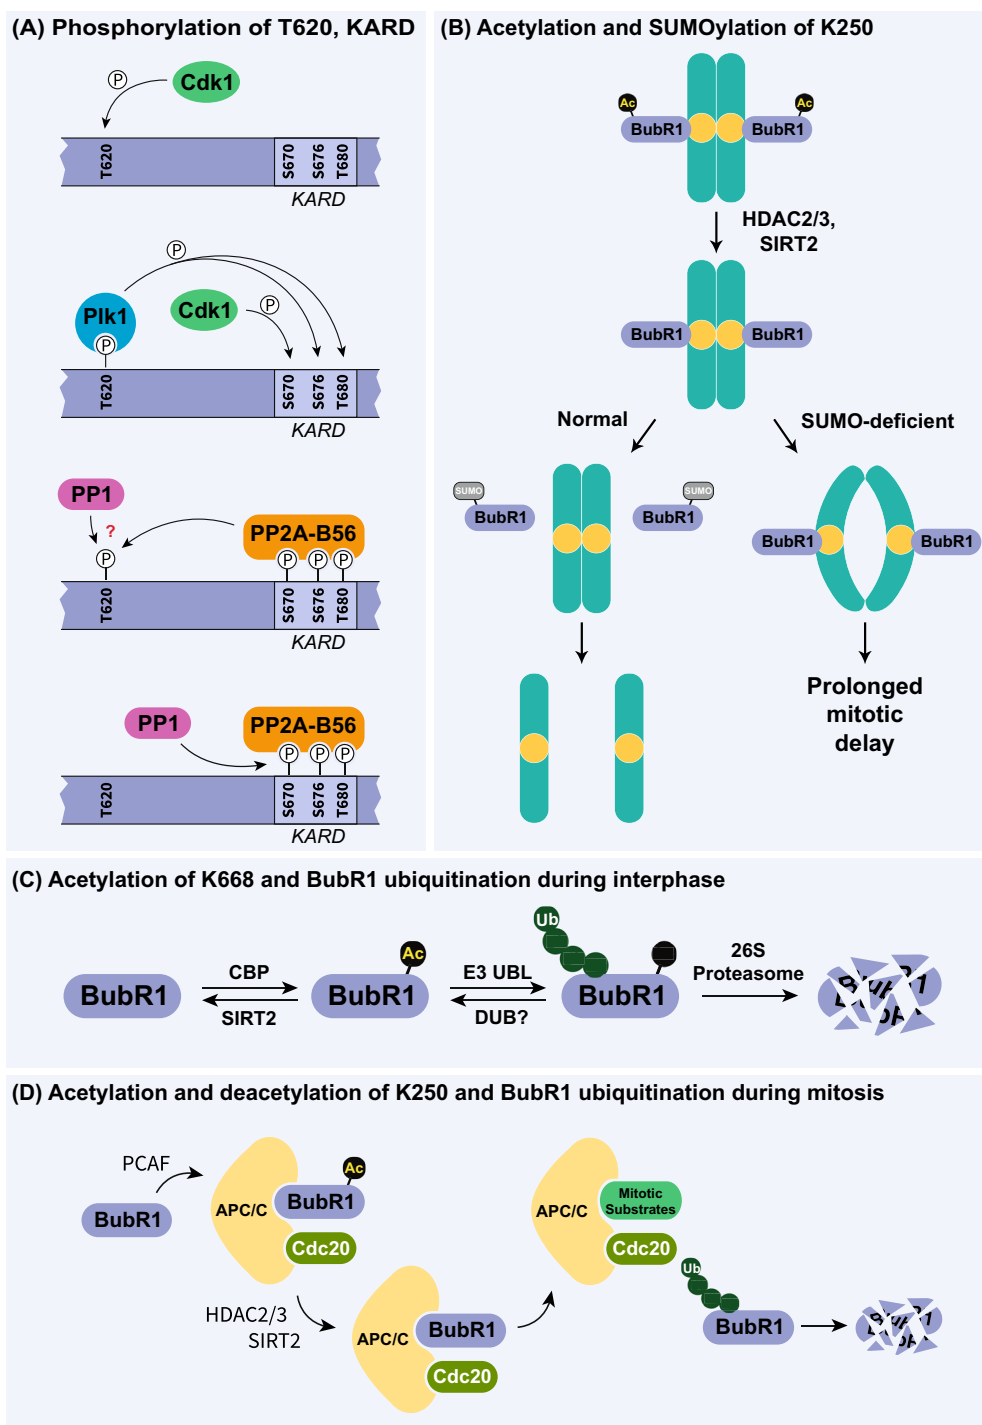 (A) Phosphorylation of T620, KARD
P
Cdk1
T620
S670
S676
T680
KARD
P
Plk1
Cdk1
P
P
T620
S670
S676
T680
KARD
PP1
?
PP2A-B56
P
P
P
P
T620
S670
S676
T680
KARD
PP1
PP2A-B56
P
P
P
T620
S670
S676
T680
KARD
(B) Acetylation and SUMOylation of K250
Ac
Ac
BubR1
BubR1
HDAC2/3,
SIRT2
BubR1
BubR1
Normal
SUMO-deficient
SUMO
SUMO
BubR1
BubR1
BubR1
BubR1
Prolonged
mitotic
delay
(C) Acetylation of K668 and BubR1 ubiquitination during interphase
BubR1
CBP
SIRT2
Ac
BubR1
E3 UBL
DUB?
Ub
BubR1
26S
Proteasome
(D) Acetylation and deacetylation of K250 and BubR1 ubiquitination during mitosis
PCAF
BubR1
APC/C
Ac
BubR1
Cdc20
HDAC2/3
SIRT2
APC/C
BubR1
Cdc20
APC/C
Mitotic
Substrates
Cdc20
Ub
BubR1